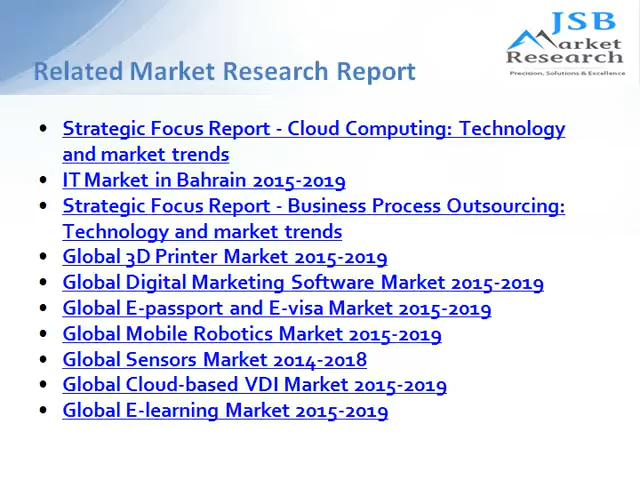 JSB
Market
Research
Precision, Solutions & Excellence
Related Market Research Report
• Strategic Focus Report - Cloud Computing: Technology
and market trends
• IT Market in Bahrain 2015-2019
• Strategic Focus Report - Business Process Outsourcing:
Technology and market trends
• Global 3D Printer Market 2015-2019
• Global Digital Marketing Software Market 2015-2019
• Global E-passport and E-visa Market 2015-2019
• Global Mobile Robotics Market 2015-2019
• Global Sensors Market 2014-2018
• Global Cloud-based VDI Market 2015-2019
• Global E-learning Market 2015-2019